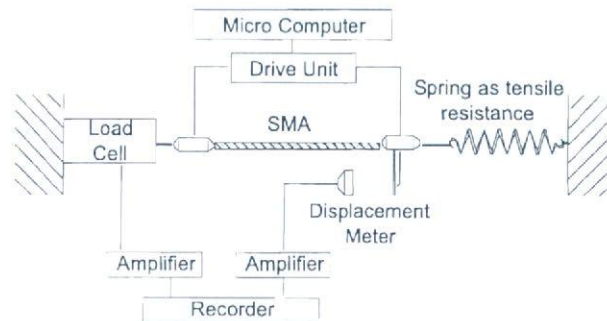 Micro Computer
Drive Unit
Spring as tensile
resistance
SMA
Load
Cell
Displacement
Meter
Amplifier
Amplifier
Recorder